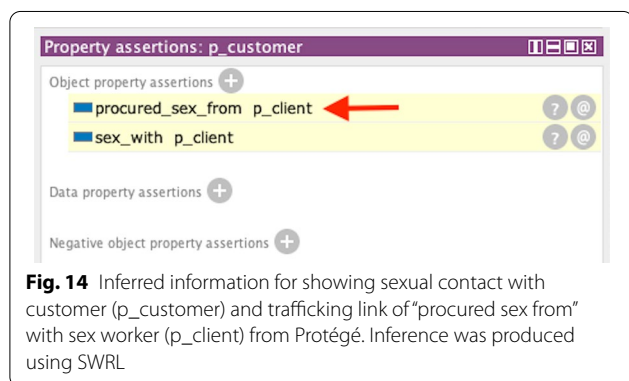 Property assertions: p_customer
Object property assertions
procured_sex_from p_client
? @
sex_with p_client
? @
Data property assertions
Negative object property assertions
Fig. 14 Inferred information for showing sexual contact with
customer (p_customer) and trafficking link of "procured sex from"
with sex worker (p_client) from Protégé. Inference was produced
using SWRL